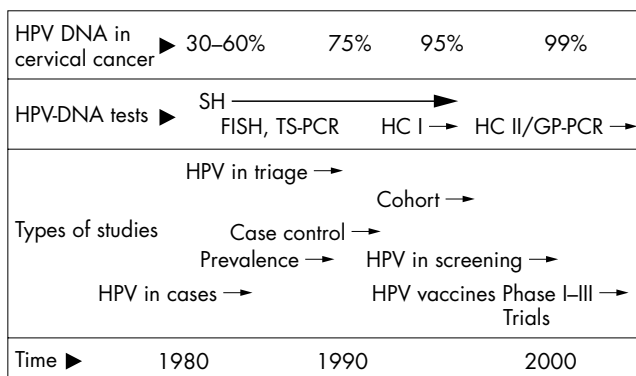 HPV DNA in
cervical cancer ▶ 30–60% 75% 95% 99%
SH →
HPV-DNA tests ▶
FISH, TS-PCR HC I → HC II/GP-PCR →
HPV in triage →
Cohort →
Types of studies
Case control →
Prevalence → HPV in screening →
HPV in cases → HPV vaccines Phase I–III →
Trials
Time ▶ 1980 1990 2000